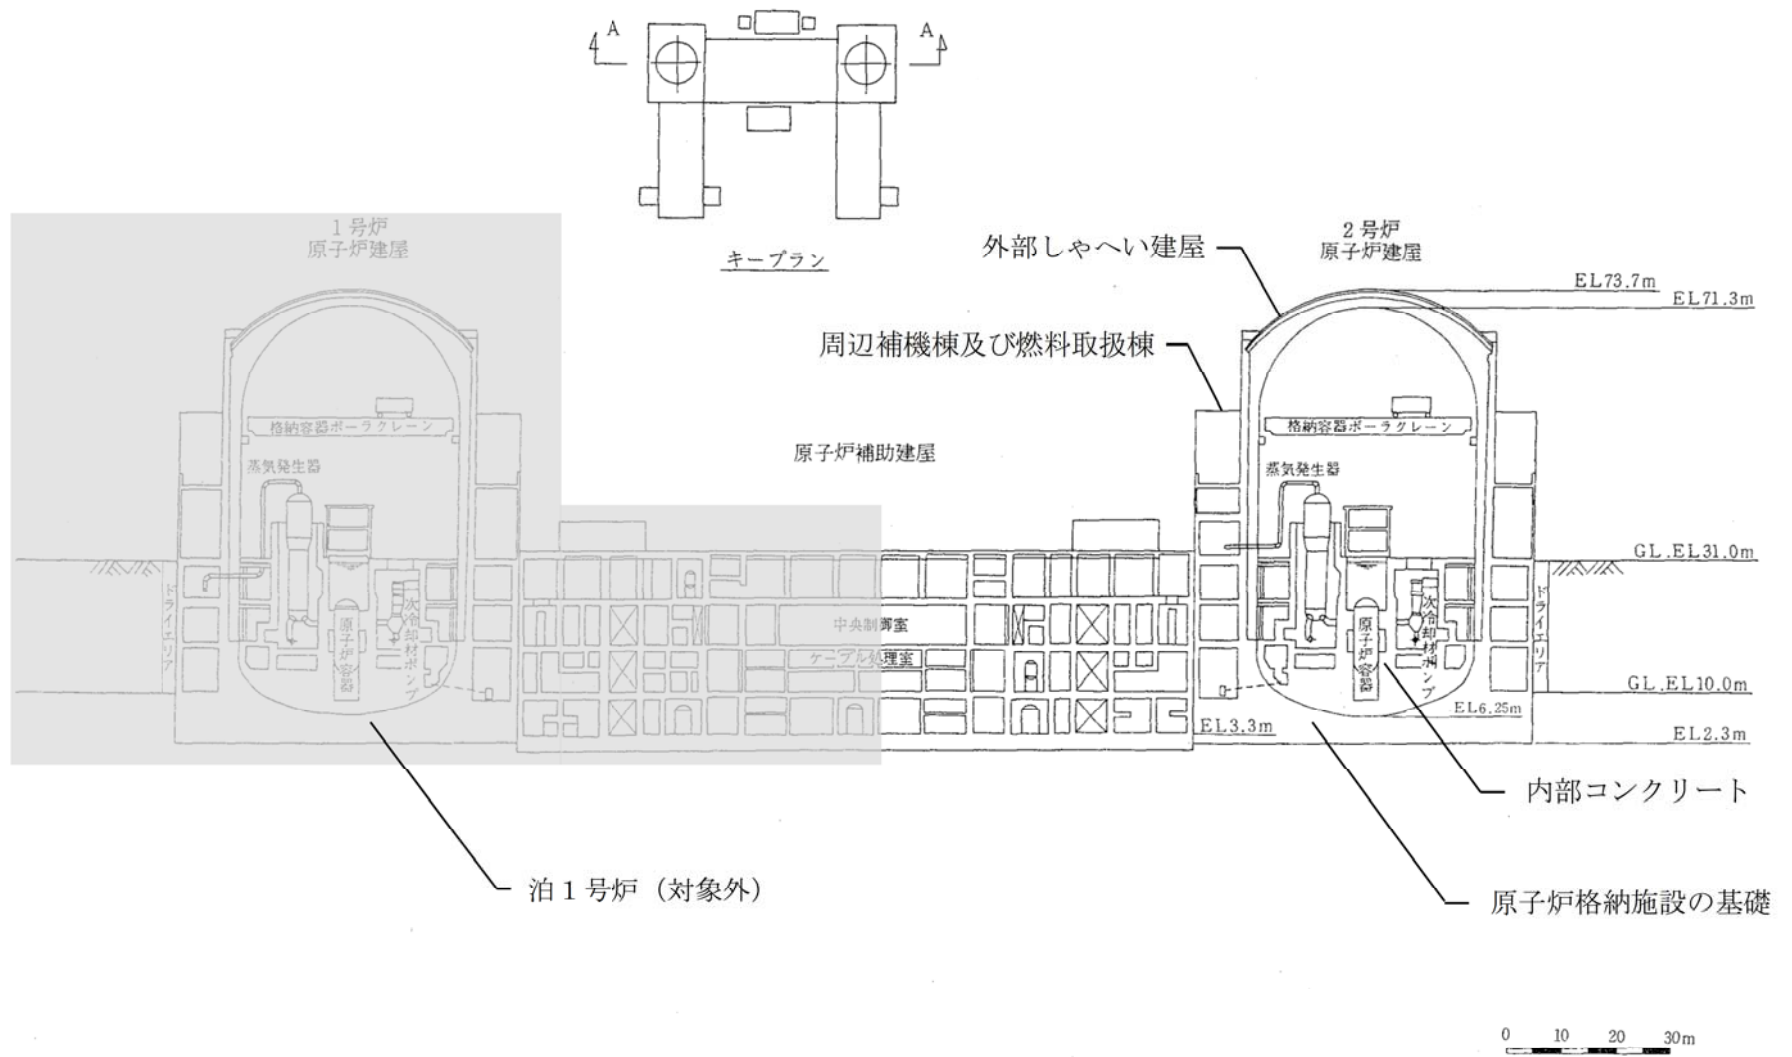 A
A
キープラン
1号炉
原子炉建屋
外部しゃへい建屋
2号炉
原子炉建屋
EL73.7m
EL71.3m
周辺補機棟及び燃料取扱棟
格納容器ポーラクレーン
格納容器ポーラクレーン
原子炉補助建屋
蒸気発生器
蒸気発生器
GL.EL31.0m
ドライエリア
原子炉容器
次冷却材ポンプ
中央制御室
ケーブル処理室
原子炉容器
次冷却材ポンプ
ドライエリア
GL.EL10.0m
EL6.25m
EL3.3m
EL2.3m
内部コンクリート
泊1号炉（対象外）
原子炉格納施設の基礎
0 10 20 30m